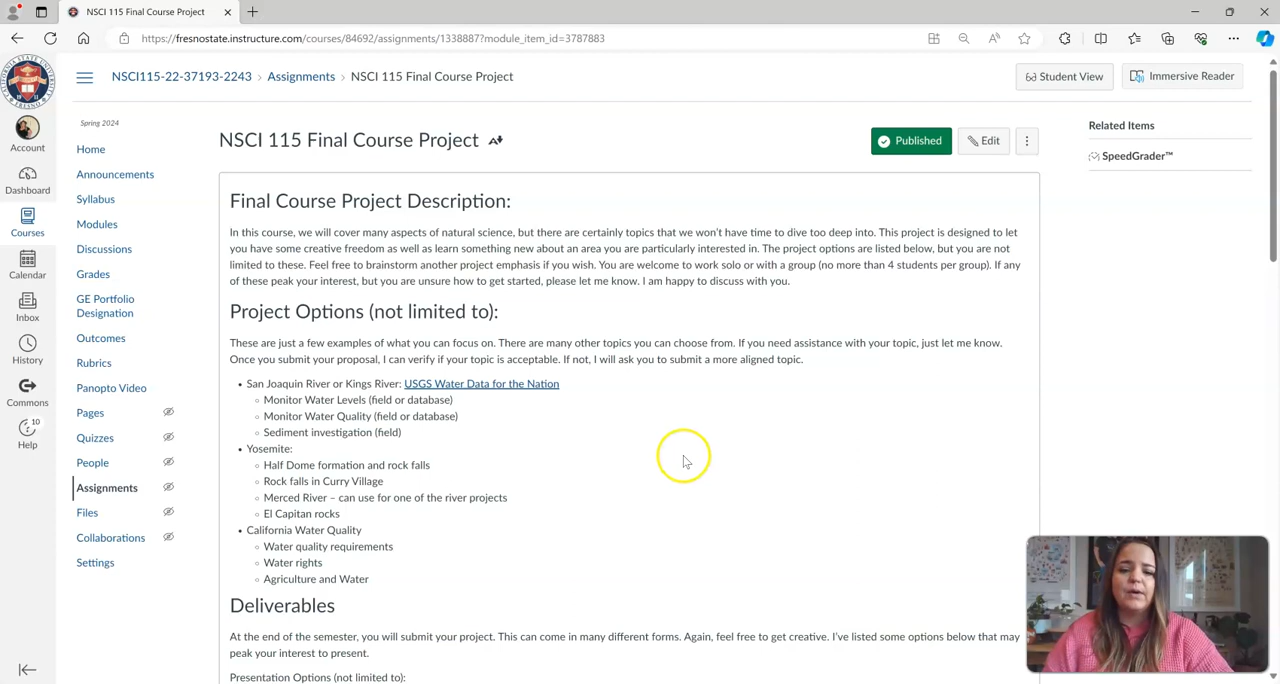 NSCI 115 Final Course Project
https://fresnostate.instructure.com/courses/84692/assignments/1338887?module_item_id=3787883
NSCI115-22-37193-2243 › Assignments › NSCI 115 Final Course Project
Student View
Immersive Reader
Account
Dashboard
Courses
Calendar
Inbox
History
Commons
10
Help
Spring 2024
Home
Announcements
Syllabus
Modules
Discussions
Grades
GE Portfolio
Designation
Outcomes
Rubrics
Panopto Video
Pages
Quizzes
People
Assignments
Files
Collaborations
Settings
NSCI 115 Final Course Project
Published
Edit
Related Items
SpeedGrader™
Final Course Project Description:
In this course, we will cover many aspects of natural science, but there are certainly topics that we won't have time to dive too deep into. This project is designed to let
you have some creative freedom as well as learn something new about an area you are particularly interested in. The project options are listed below, but you are not
limited to these. Feel free to brainstorm another project emphasis if you wish. You are welcome to work solo or with a group (no more than 4 students per group). If any
of these peak your interest, but you are unsure how to get started, please let me know. I am happy to discuss with you.
Project Options (not limited to):
These are just a few examples of what you can focus on. There are many other topics you can choose from. If you need assistance with your topic, just let me know.
Once you submit your proposal, I can verify if your topic is acceptable. If not, I will ask you to submit a more aligned topic.
• San Joaquin River or Kings River: USGS Water Data for the Nation
◦ Monitor Water Levels (field or database)
◦ Monitor Water Quality (field or database)
◦ Sediment investigation (field)
• Yosemite:
◦ Half Dome formation and rock falls
◦ Rock falls in Curry Village
◦ Merced River – can use for one of the river projects
◦ El Capitan rocks
• California Water Quality
◦ Water quality requirements
◦ Water rights
◦ Agriculture and Water
Deliverables
At the end of the semester, you will submit your project. This can come in many different forms. Again, feel free to get creative. I've listed some options below that may
peak your interest to present.
Presentation Options (not limited to):